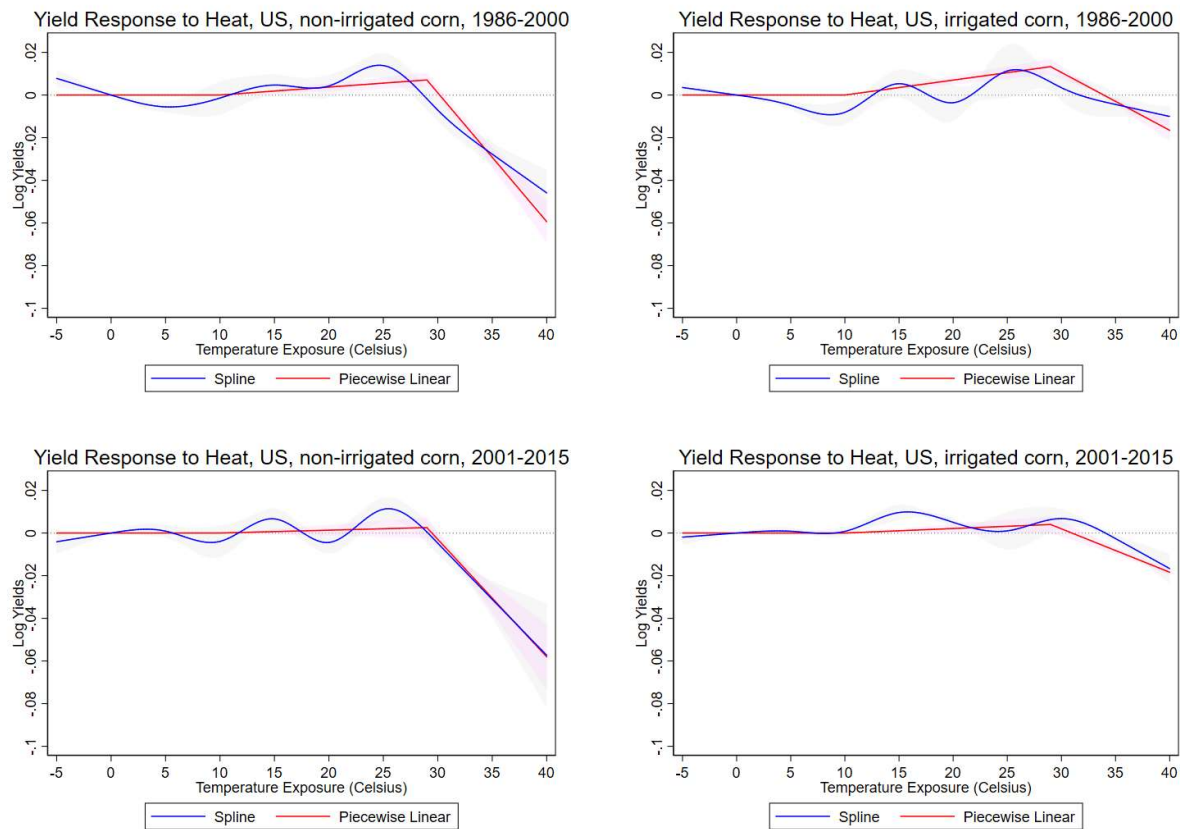 Yield Response to Heat, US, non-irrigated corn, 1986-2000
Log Yields
.02
0
-.02
-.04
-.06
-.08
-.1
-5 0 5 10 15 20 25 30 35 40
Temperature Exposure (Celsius)
Spline Piecewise Linear
Yield Response to Heat, US, irrigated corn, 1986-2000
Log Yields
.02
0
-.02
-.04
-.06
-.08
-.1
-5 0 5 10 15 20 25 30 35 40
Temperature Exposure (Celsius)
Spline Piecewise Linear
Yield Response to Heat, US, non-irrigated corn, 2001-2015
Log Yields
.02
0
-.02
-.04
-.06
-.08
-.1
-5 0 5 10 15 20 25 30 35 40
Temperature Exposure (Celsius)
Spline Piecewise Linear
Yield Response to Heat, US, irrigated corn, 2001-2015
Log Yields
.02
0
-.02
-.04
-.06
-.08
-.1
-5 0 5 10 15 20 25 30 35 40
Temperature Exposure (Celsius)
Spline Piecewise Linear